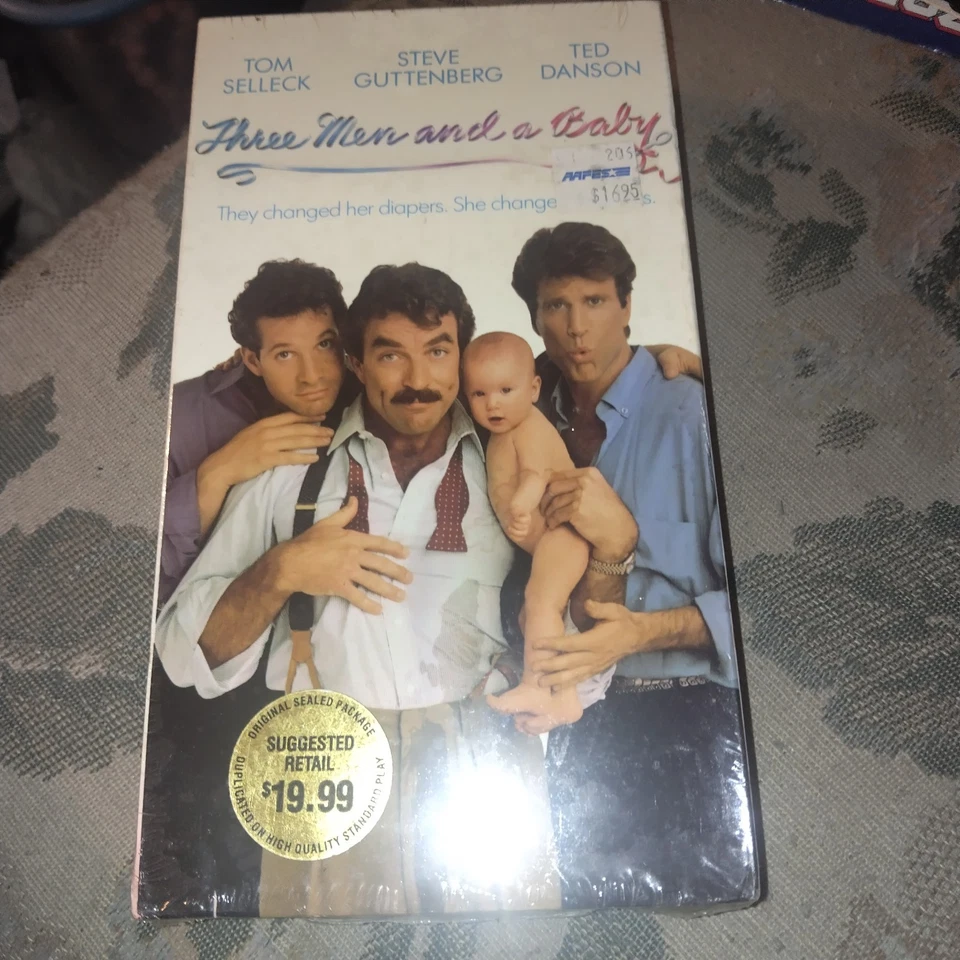 TOM
SELLECK
STEVE
GUTTENBERG
TED
DANSON
Three Men and a Baby
AAFES
$16.95
They changed her diapers. She change s.
ORIGINAL SEALED PACKAGE
SUGGESTED
RETAIL
$19.99
DUPLICATED ON HIGH QUALITY STANDARD PLAY